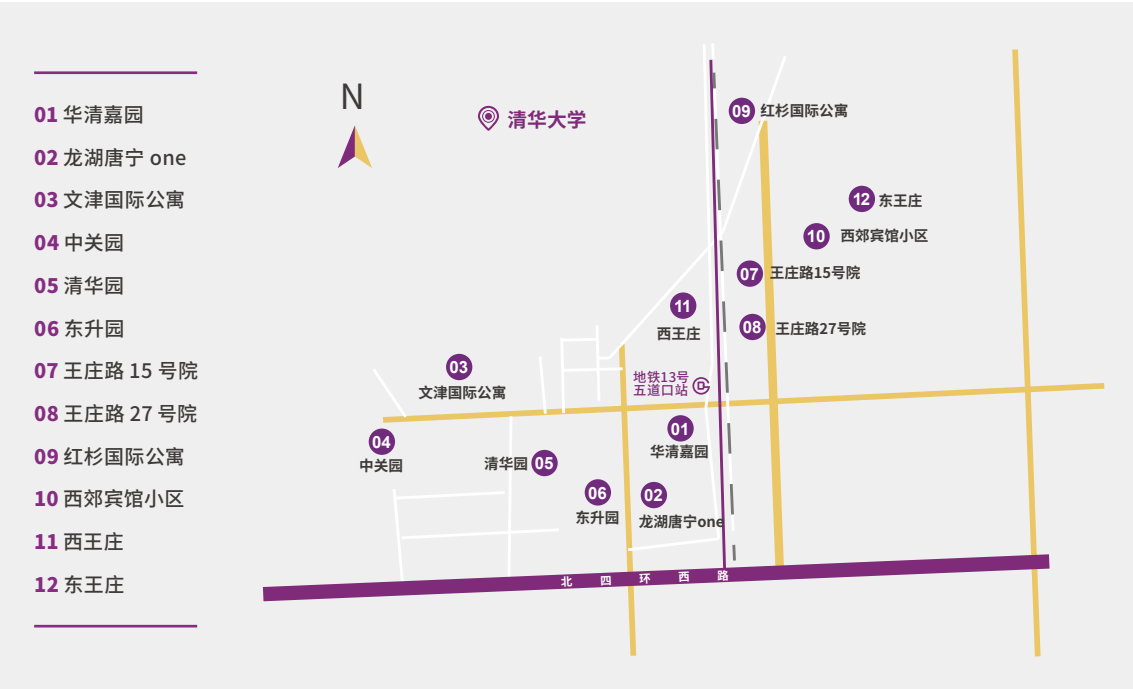 01 华清嘉园
02 龙湖唐宁 one
03 文津国际公寓
04 中关园
05 清华园
06 东升园
07 王庄路 15 号院
08 王庄路 27 号院
09 红杉国际公寓
10 西郊宾馆小区
11 西王庄
12 东王庄
N
清华大学
09 红杉国际公寓
12 东王庄
10 西郊宾馆小区
07 王庄路15号院
11
西王庄
08 王庄路27号院
03
文津国际公寓
地铁13号
五道口站
01
华清嘉园
04
中关园
清华园 05
06
东升园
02
龙湖唐宁one
北四环西路